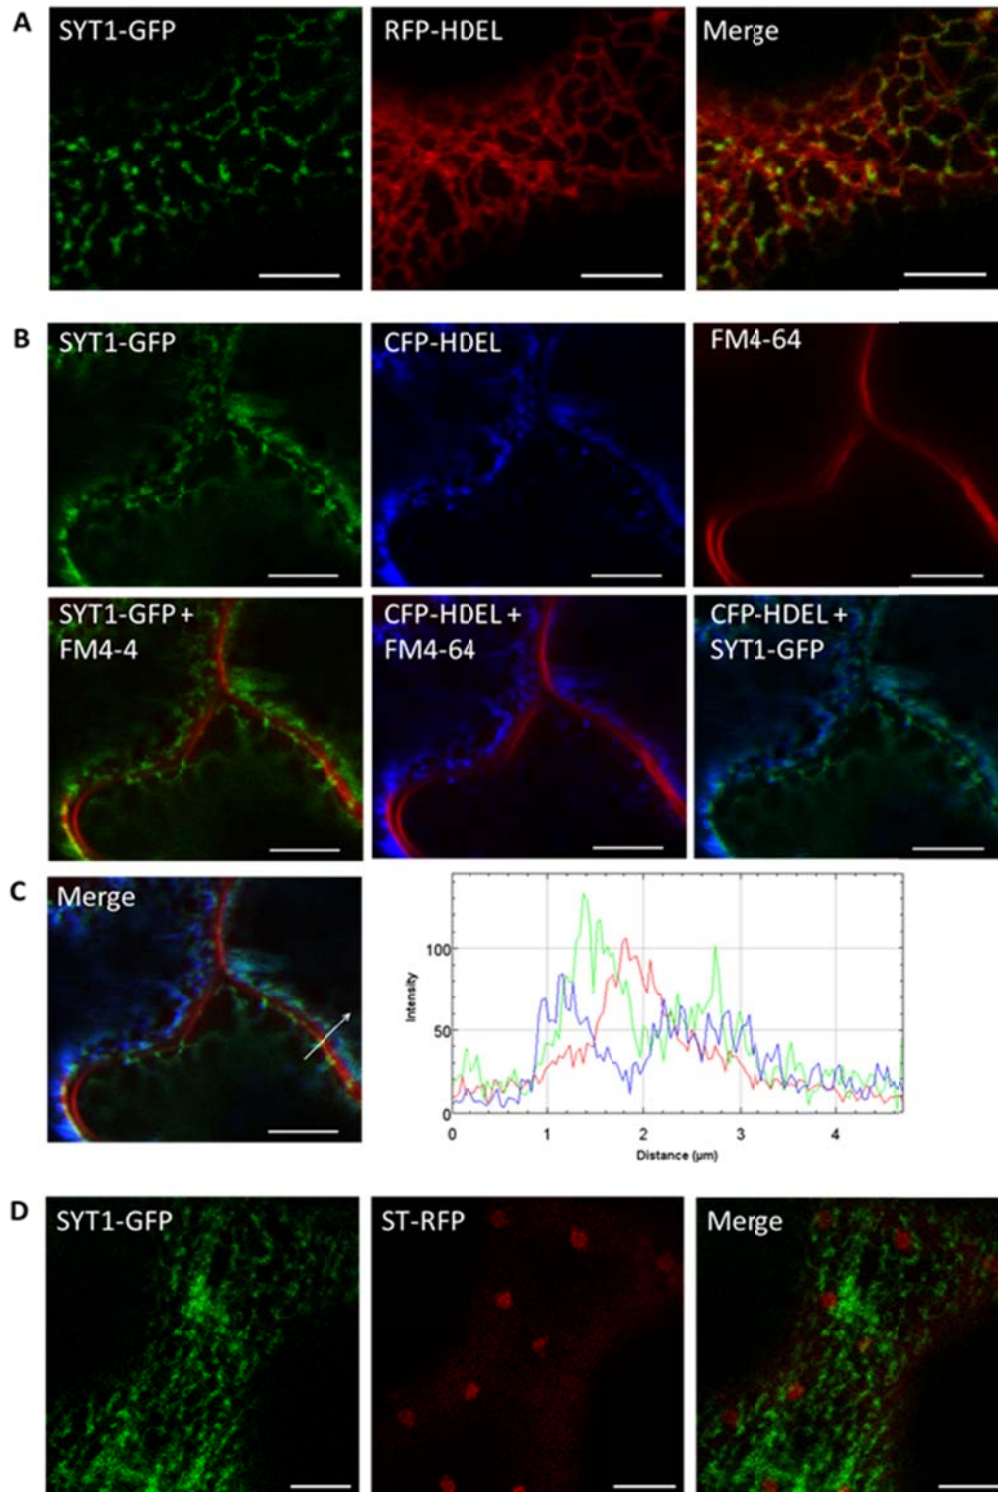 A
SYT1-GFP
RFP-HDEL
Merge
B
SYT1-GFP
CFP-HDEL
FM4-64
SYT1-GFP +
FM4-4
CFP-HDEL +
FM4-64
CFP-HDEL +
SYT1-GFP
C
Merge
Intensity
100
50
0
0
1
2
3
4
Distance (µm)
D
SYT1-GFP
ST-RFP
Merge